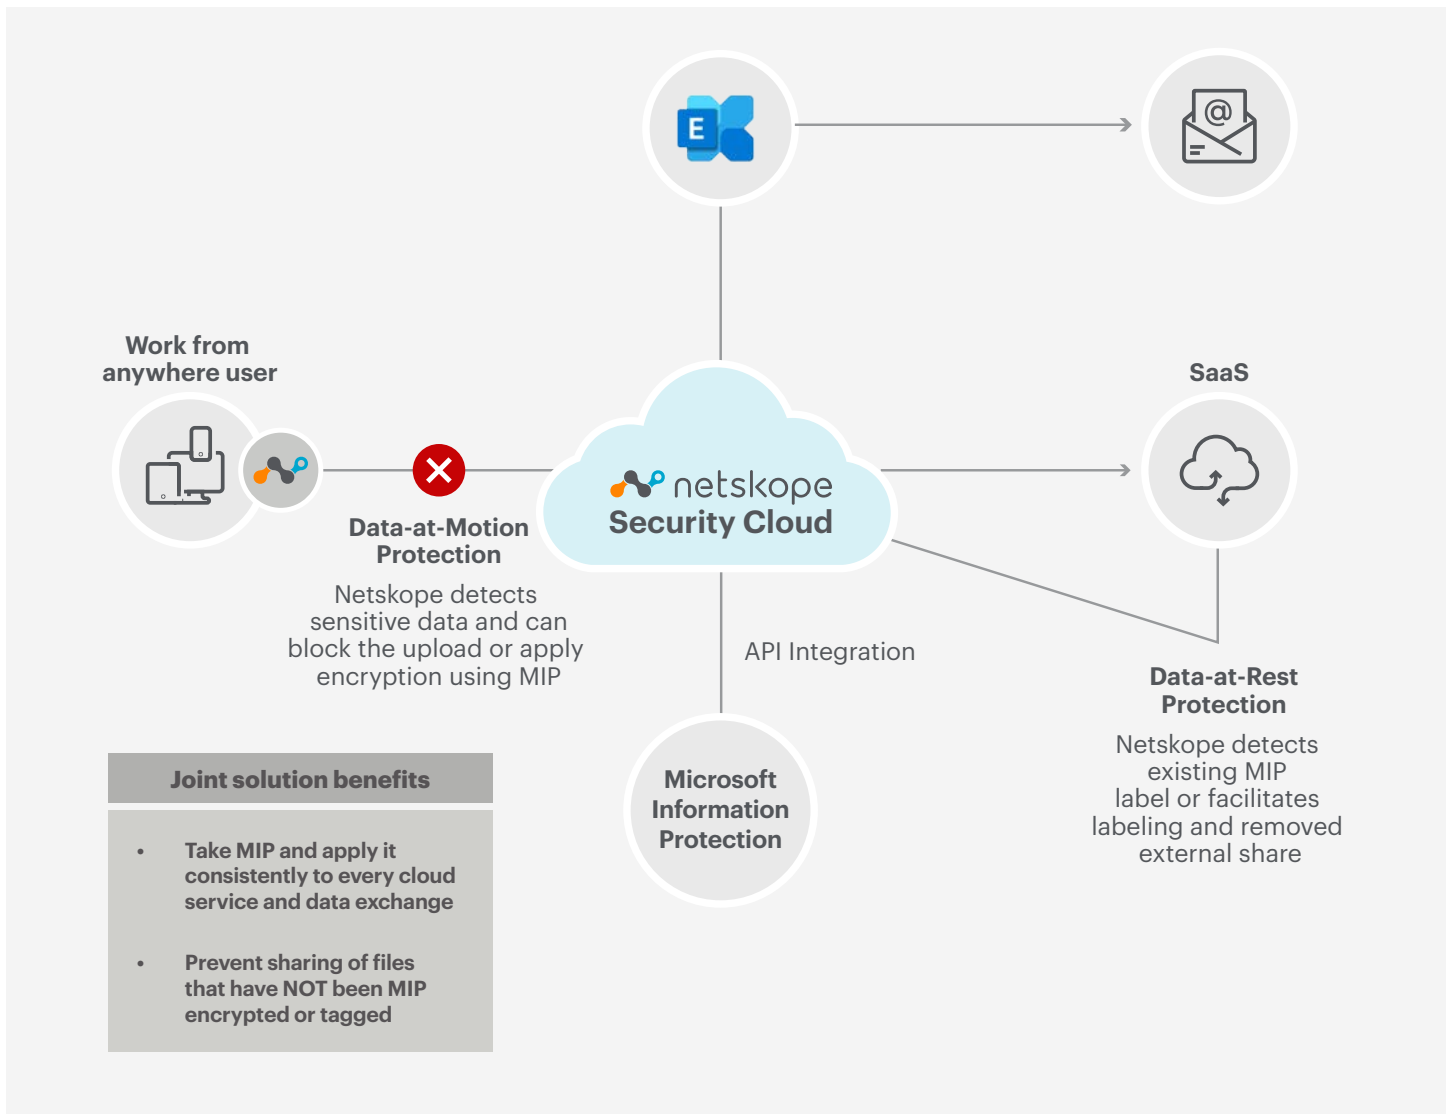 E
@
Work from
anywhere user
SaaS
netskope
Security Cloud
Data-at-Motion
Protection
Netskope detects
sensitive data and can
block the upload or apply
encryption using MIP
API Integration
Data-at-Rest
Protection
Netskope detects
existing MIP
label or facilitates
labeling and removed
external share
Microsoft
Information
Protection
Joint solution benefits
• Take MIP and apply it
consistently to every cloud
service and data exchange
• Prevent sharing of files
that have NOT been MIP
encrypted or tagged